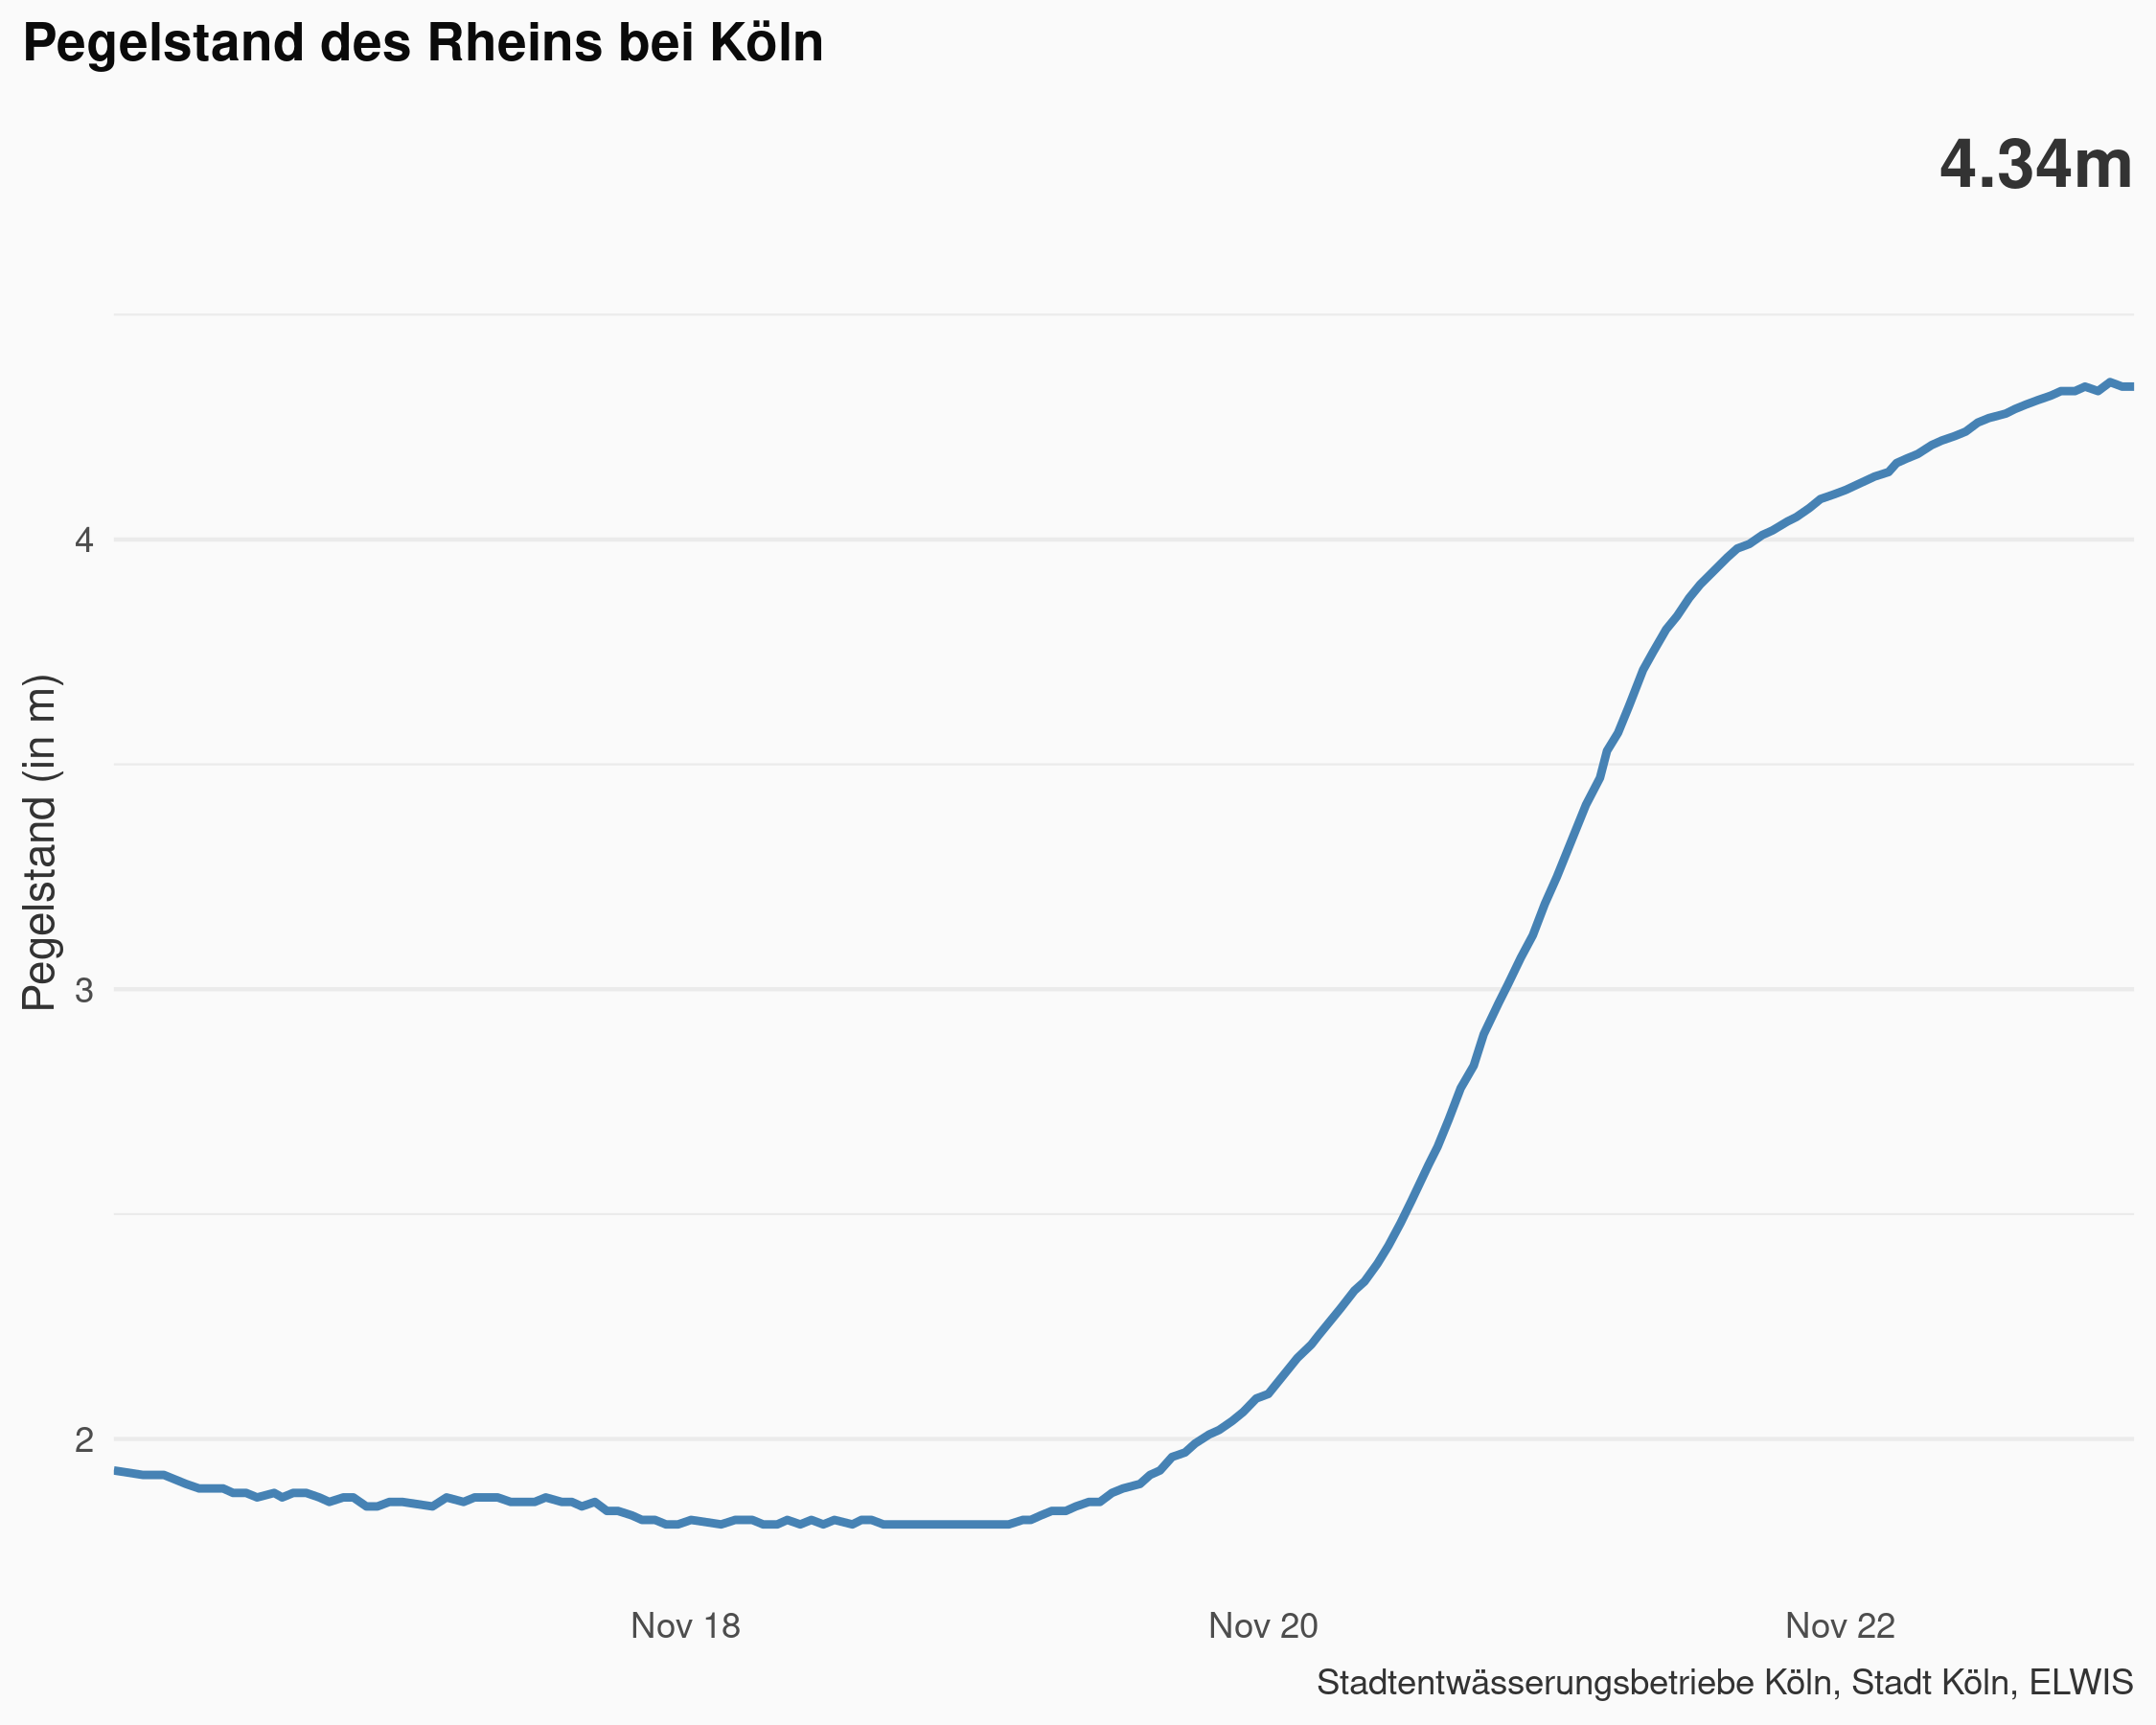 Pegelstand des Rheins bei Köln
4.34m
Pegelstand (in m)
4
3
2
Nov 18
Nov 20
Nov 22
Stadtentwässerungsbetriebe Köln, Stadt Köln, ELWIS